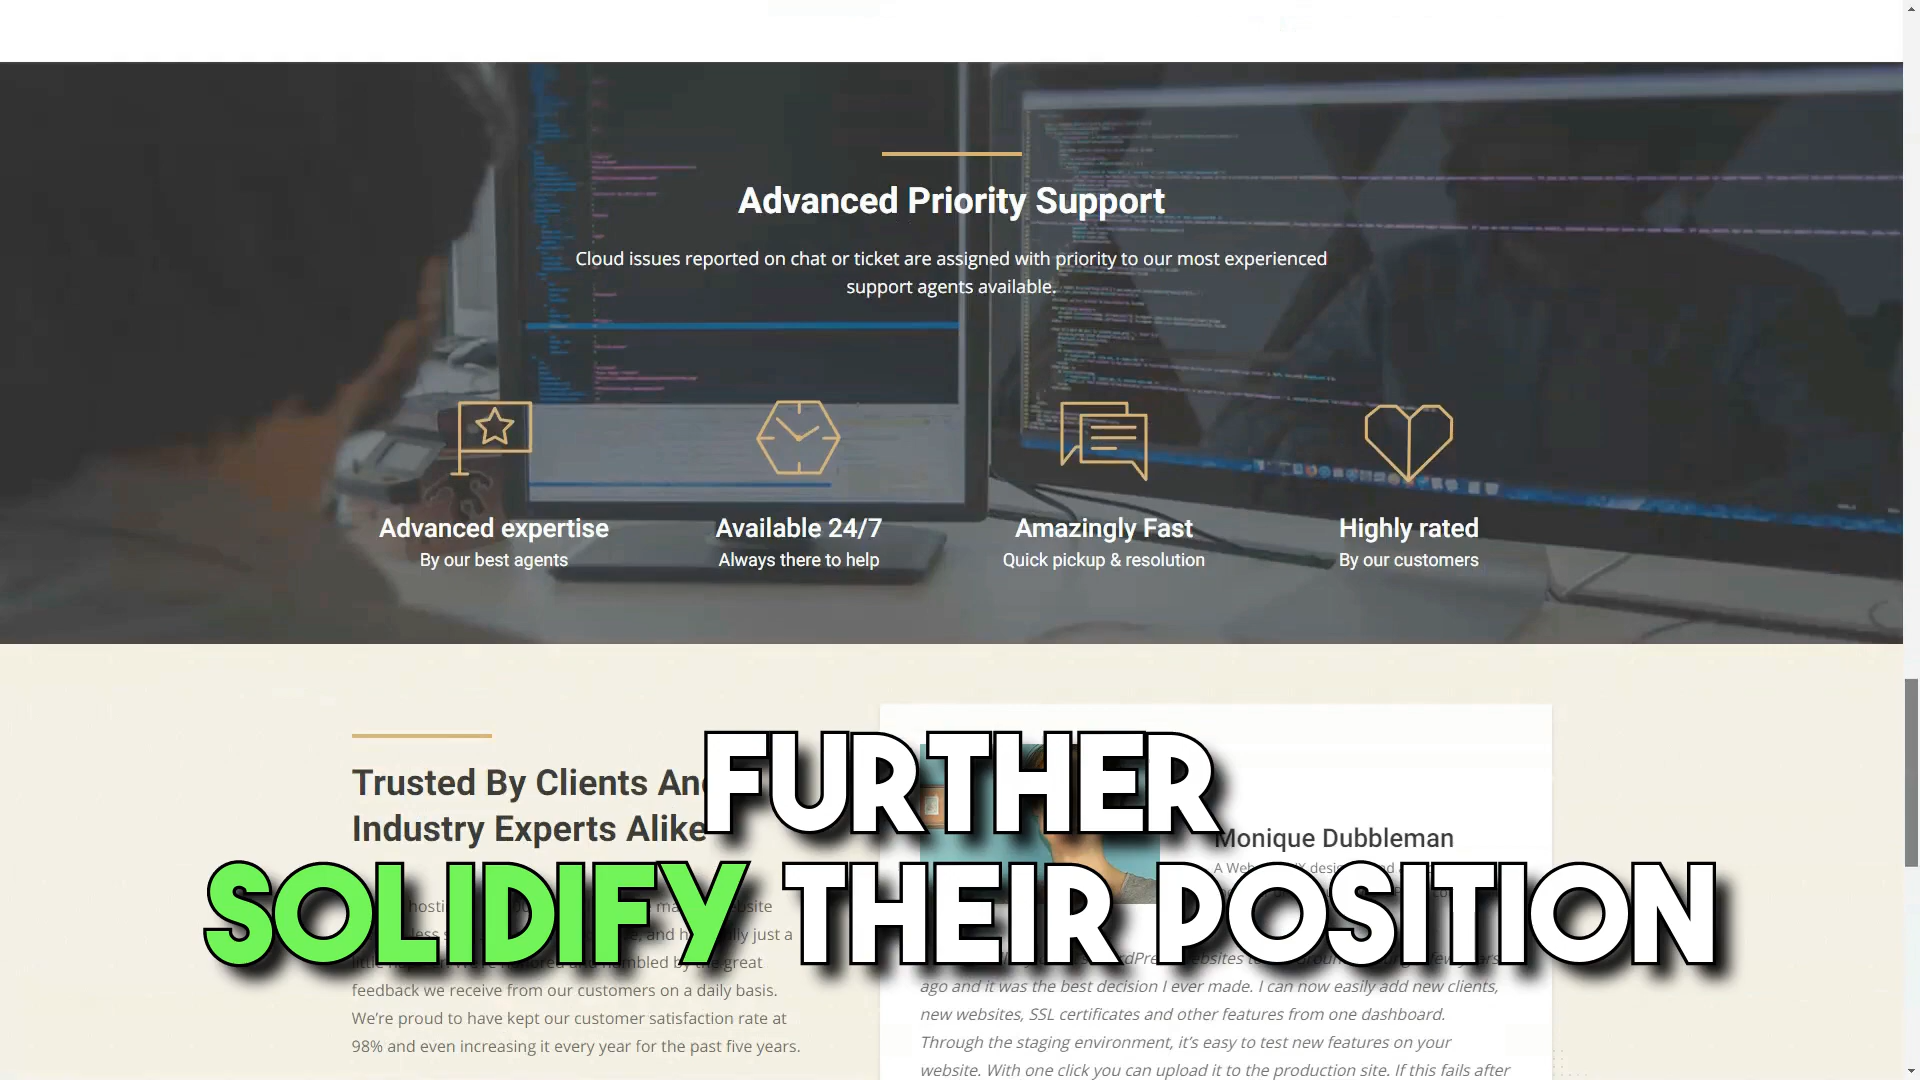 Advanced Priority Support
Cloud issues reported on chat or ticket are assigned with priority to our most experienced
support agents available.
Advanced expertise
By our best agents
Available 24/7
Always there to help
Amazingly Fast
Quick pickup & resolution
Highly rated
By our customers
Trusted By Clients And
Industry Experts Alike
feedback we receive from our customers on a daily basis.
We're proud to have kept our customer satisfaction rate at
98% and even increasing it every year for the past five years.
Monique Dubbleman
ago and it was the best decision I ever made. I can now easily add new clients,
new websites, SSL certificates and other features from one dashboard.
Through the staging environment, it's easy to test new features on your
website. With one click you can upload it to the production site. If this fails after
FURTHER
SOLIDIFY THEIR POSITION